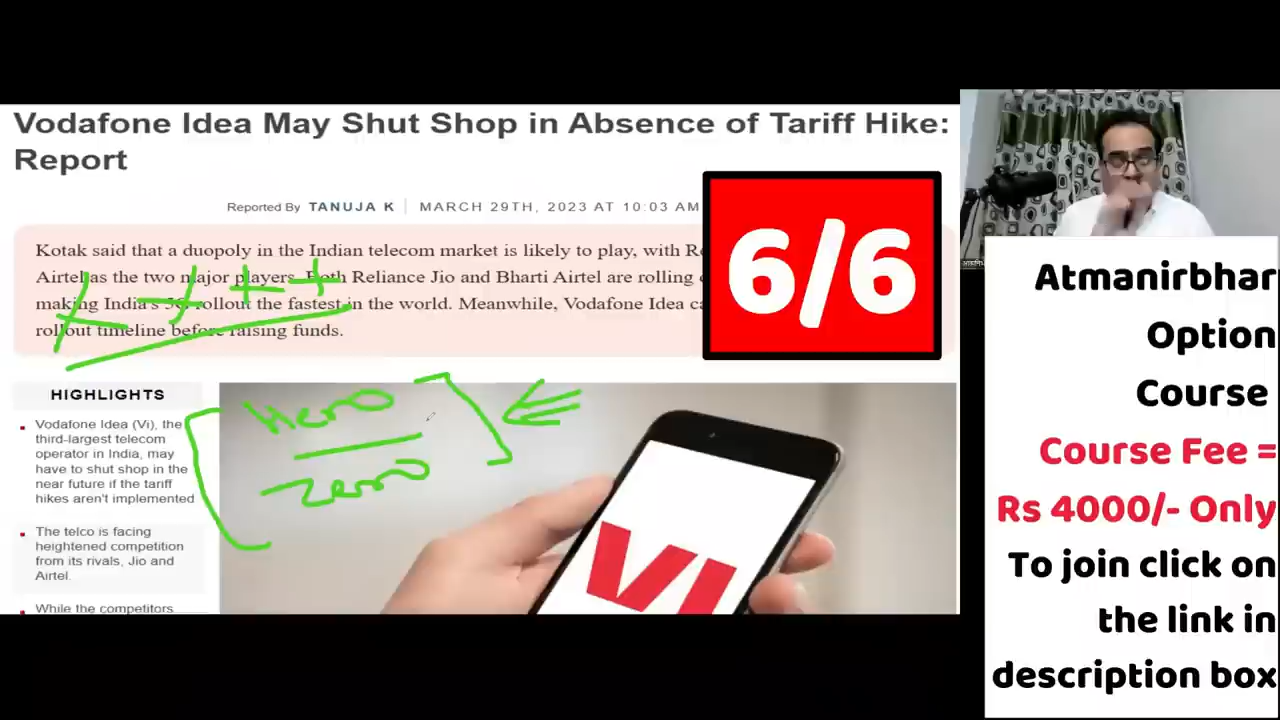 Vodafone Idea May Shut Shop in Absence of Tariff Hike:
Report
Reported By TANUJA K MARCH 29TH, 2023 AT 10:03 AM
Kotak said that a duopoly in the Indian telecom market is likely to play, with
Airtel as the two major players. Both Reliance Jio and Bharti Airtel are rolling
making India's 5G rollout the fastest in the world. Meanwhile, Vodafone Idea
rollout timeline before raising funds.
6/6
HIGHLIGHTS
Vodafone Idea (Vi), the
third-largest telecom
operator in India, may
have to shut shop in the
near future if the tariff
hikes aren't implemented
The telco is facing
heightened competition
from its rivals, Jio and
Airtel.
While the competitors
Hero
Zero
VI
Atmanirbhar
Option
Course
Course Fee =
Rs 4000/- Only
To join click on
the link in
description box